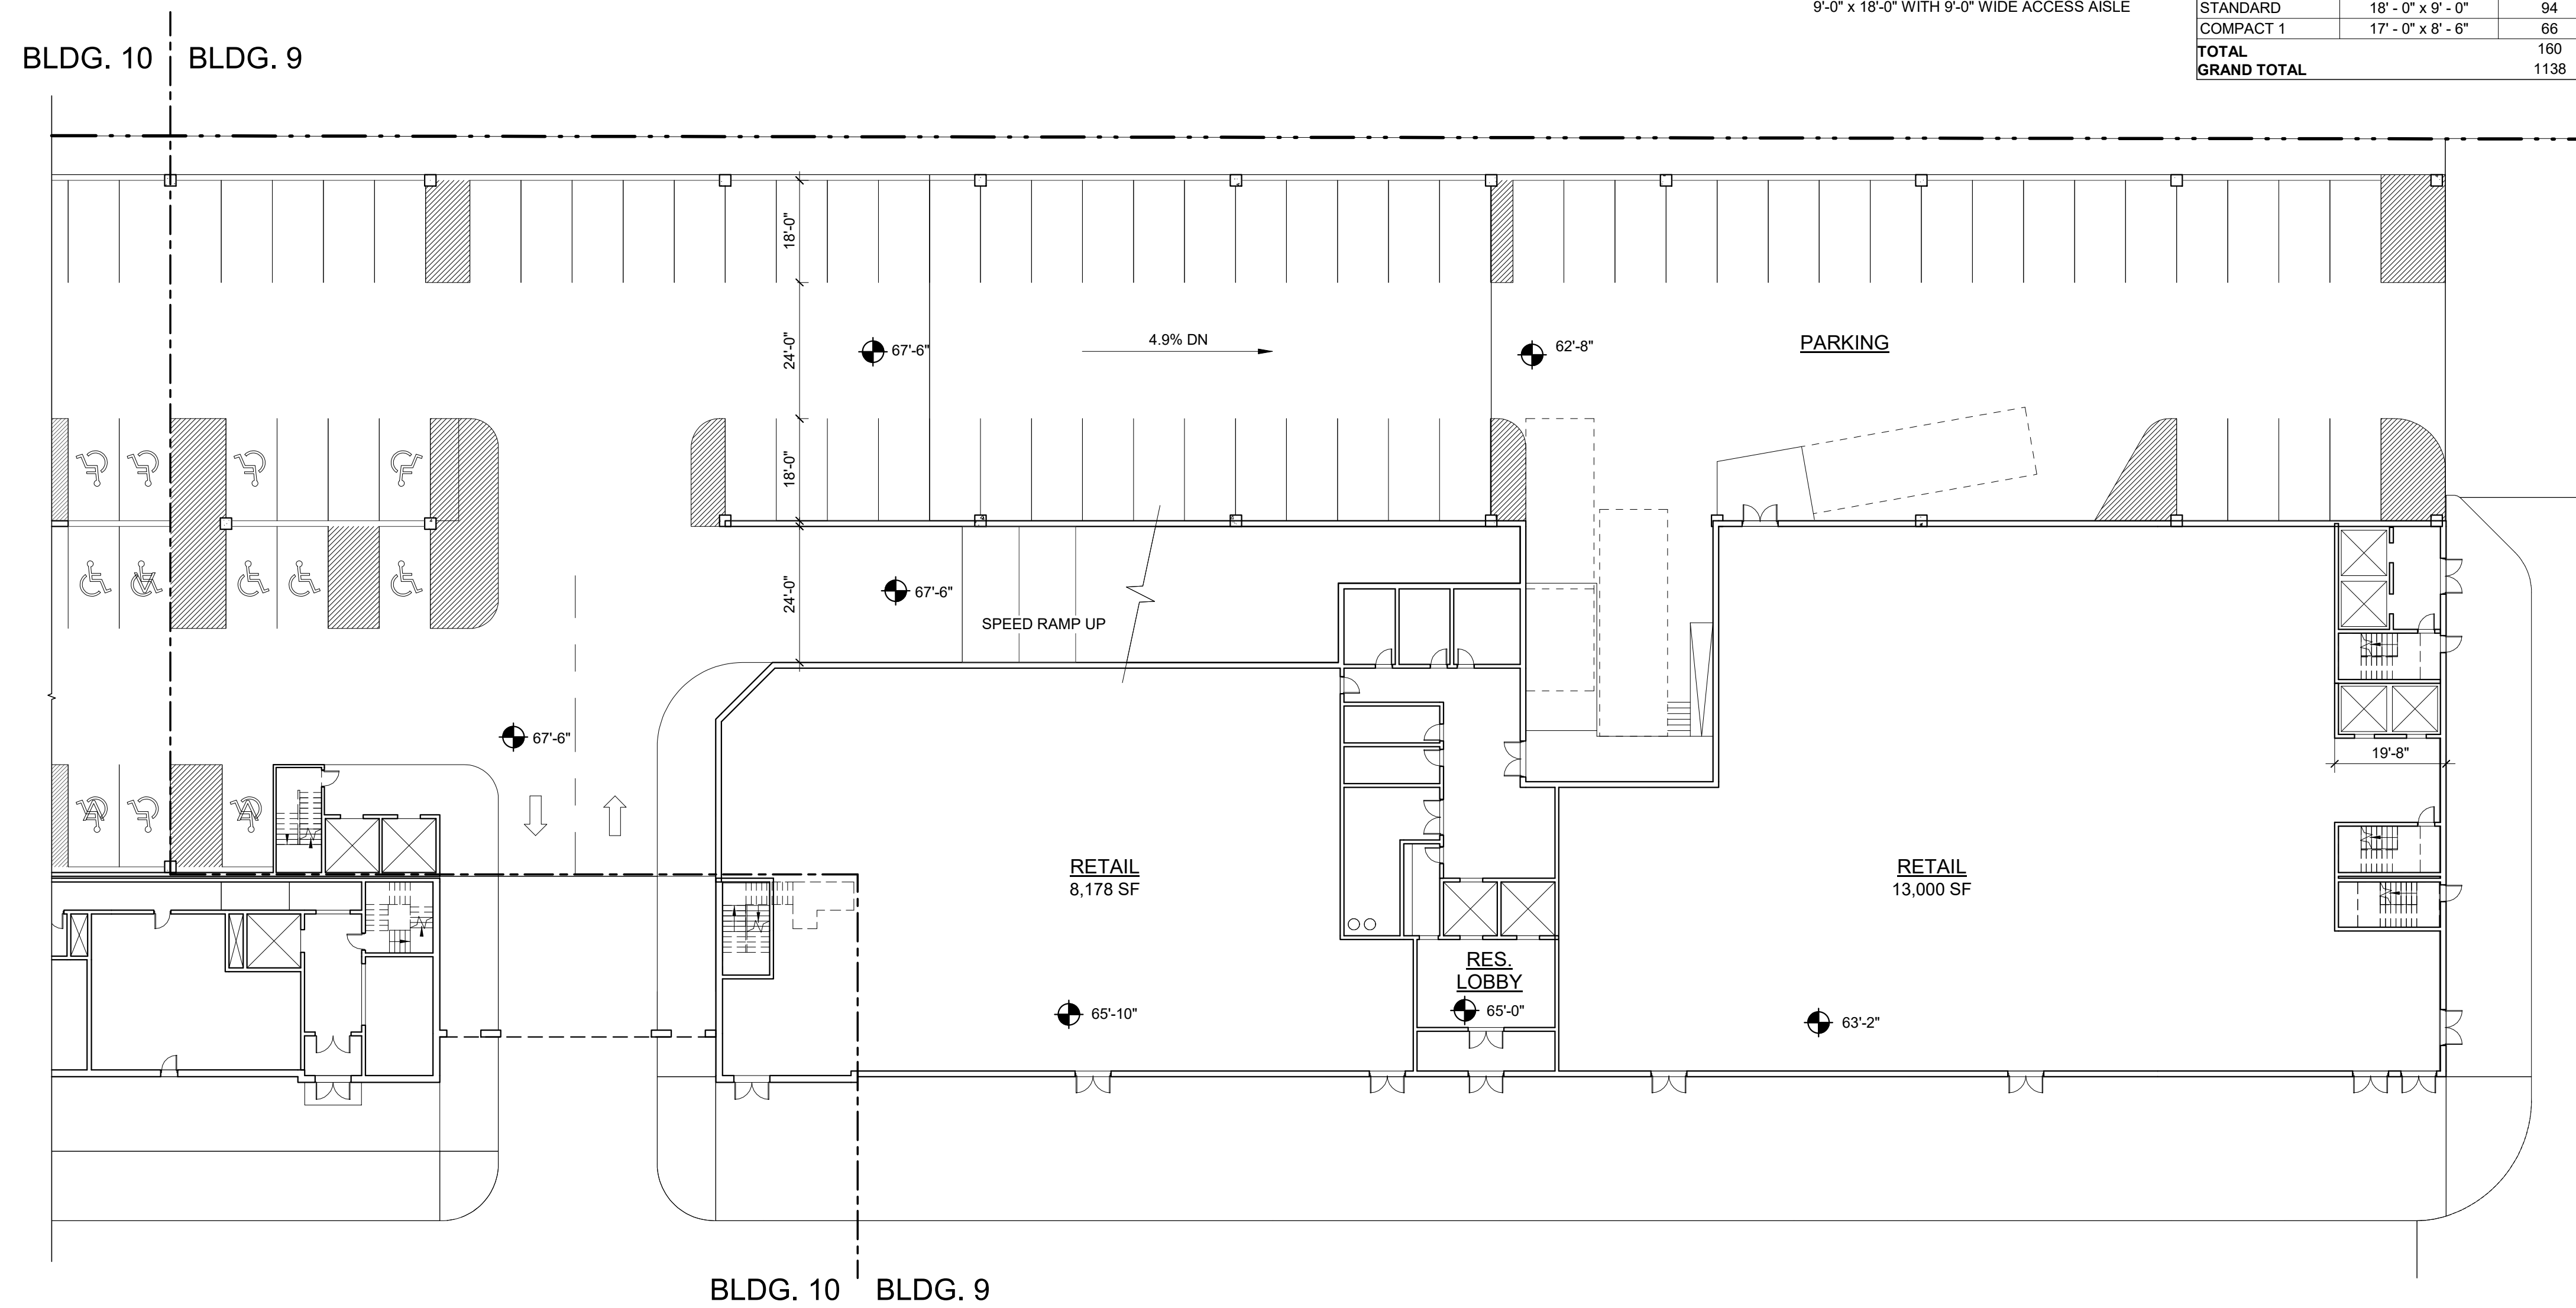 9'-0" x 18'-0" WITH 9'-0" WIDE ACCESS AISLE
STANDARD 18' - 0" x 9' - 0" 94
COMPACT 1 17' - 0" x 8' - 6" 66
TOTAL 160
GRAND TOTAL 1138
BLDG. 10 BLDG. 9
18'-0"
24'-0"
67'-6"
4.9% DN
62'-8"
PARKING
18'-0"
24'-0"
67'-6"
SPEED RAMP UP
67'-6"
19'-8"
RETAIL
8,178 SF
RETAIL
13,000 SF
RES.
LOBBY
65'-10"
65'-0"
63'-2"
BLDG. 10 BLDG. 9